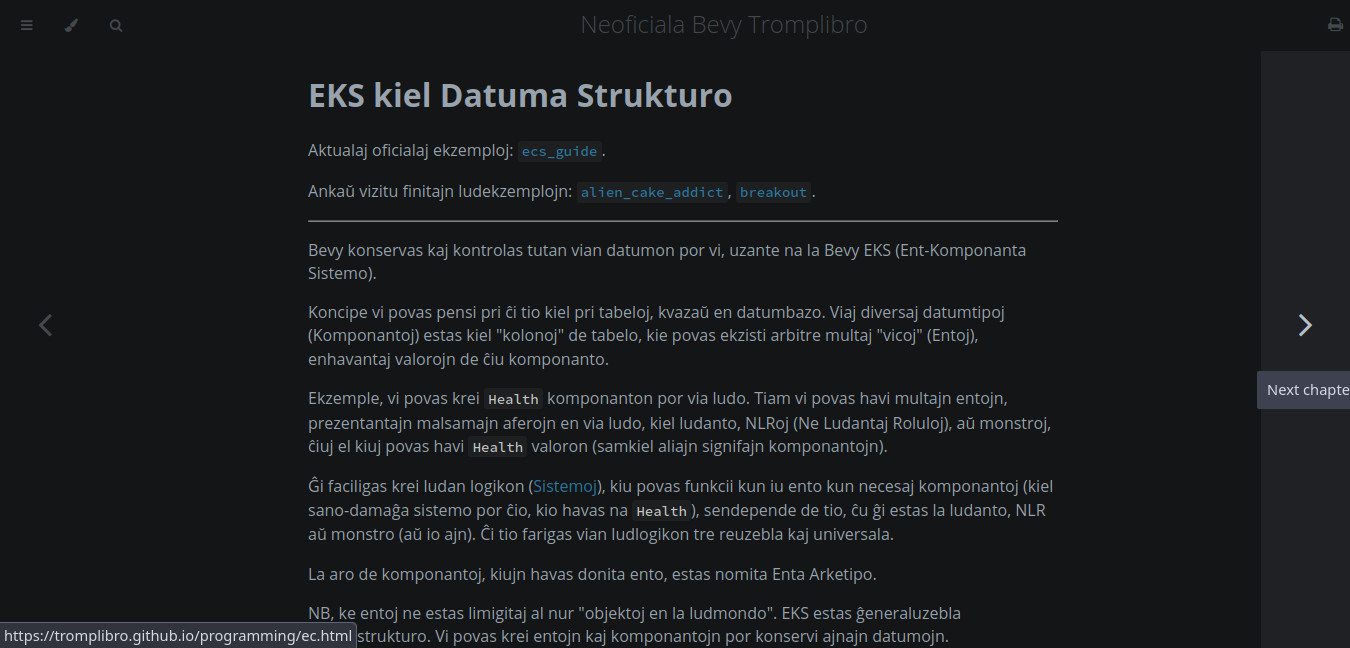 Neoficiala Bevy Tromplibro
EKS kiel Datuma Strukturo
Aktualaj oficialaj ekzemploj: ecs_guide.
Ankaŭ vizitu finitajn ludekzemplojn: alien_cake_addict, breakout.
Bevy konservas kaj kontrolas tutan vian datumon por vi, uzante na la Bevy EKS (Ent-Komponanta
Sistemo).
Koncipe vi povas pensi pri ĉi tio kiel pri tabeloj, kvazaŭ en datumbazo. Viaj diversaj datumtipoj
(Komponantoj) estas kiel "kolonoj" de tabelo, kie povas ekzisti arbitre multaj "vicoj" (Entoj),
enhavantaj valorojn de ĉiu komponanto.
Ekzemple, vi povas krei Health komponanton por via ludo. Tiam vi povas havi multajn entojn,
prezentantajn malsamajn aferojn en via ludo, kiel ludanto, NLRoj (Ne Ludantaj Roluloj), aŭ monstroj,
ĉiuj el kiuj povas havi Health valoron (samkiel aliajn signifajn komponantojn).
Ĝi faciligas krei ludan logikon (Sistemoj), kiu povas funkcii kun iu ento kun necesaj komponantoj (kiel
sano-damaĝa sistemo por ĉio, kio havas na Health), sendepende de tio, ĉu ĝi estas la ludanto, NLR
aŭ monstro (aŭ io ajn). Ĉi tio farigas vian ludlogikon tre reuzebla kaj universala.
La aro de komponantoj, kiujn havas donita ento, estas nomita Enta Arketipo.
NB, ke entoj ne estas limigitaj al nur "objektoj en la ludmondo". EKS estas ĝeneraluzebla
strukturo. Vi povas krei entojn kaj komponantojn por konservi ajnajn datumojn.
Next chapte
https://tromplibro.github.io/programming/ec.html